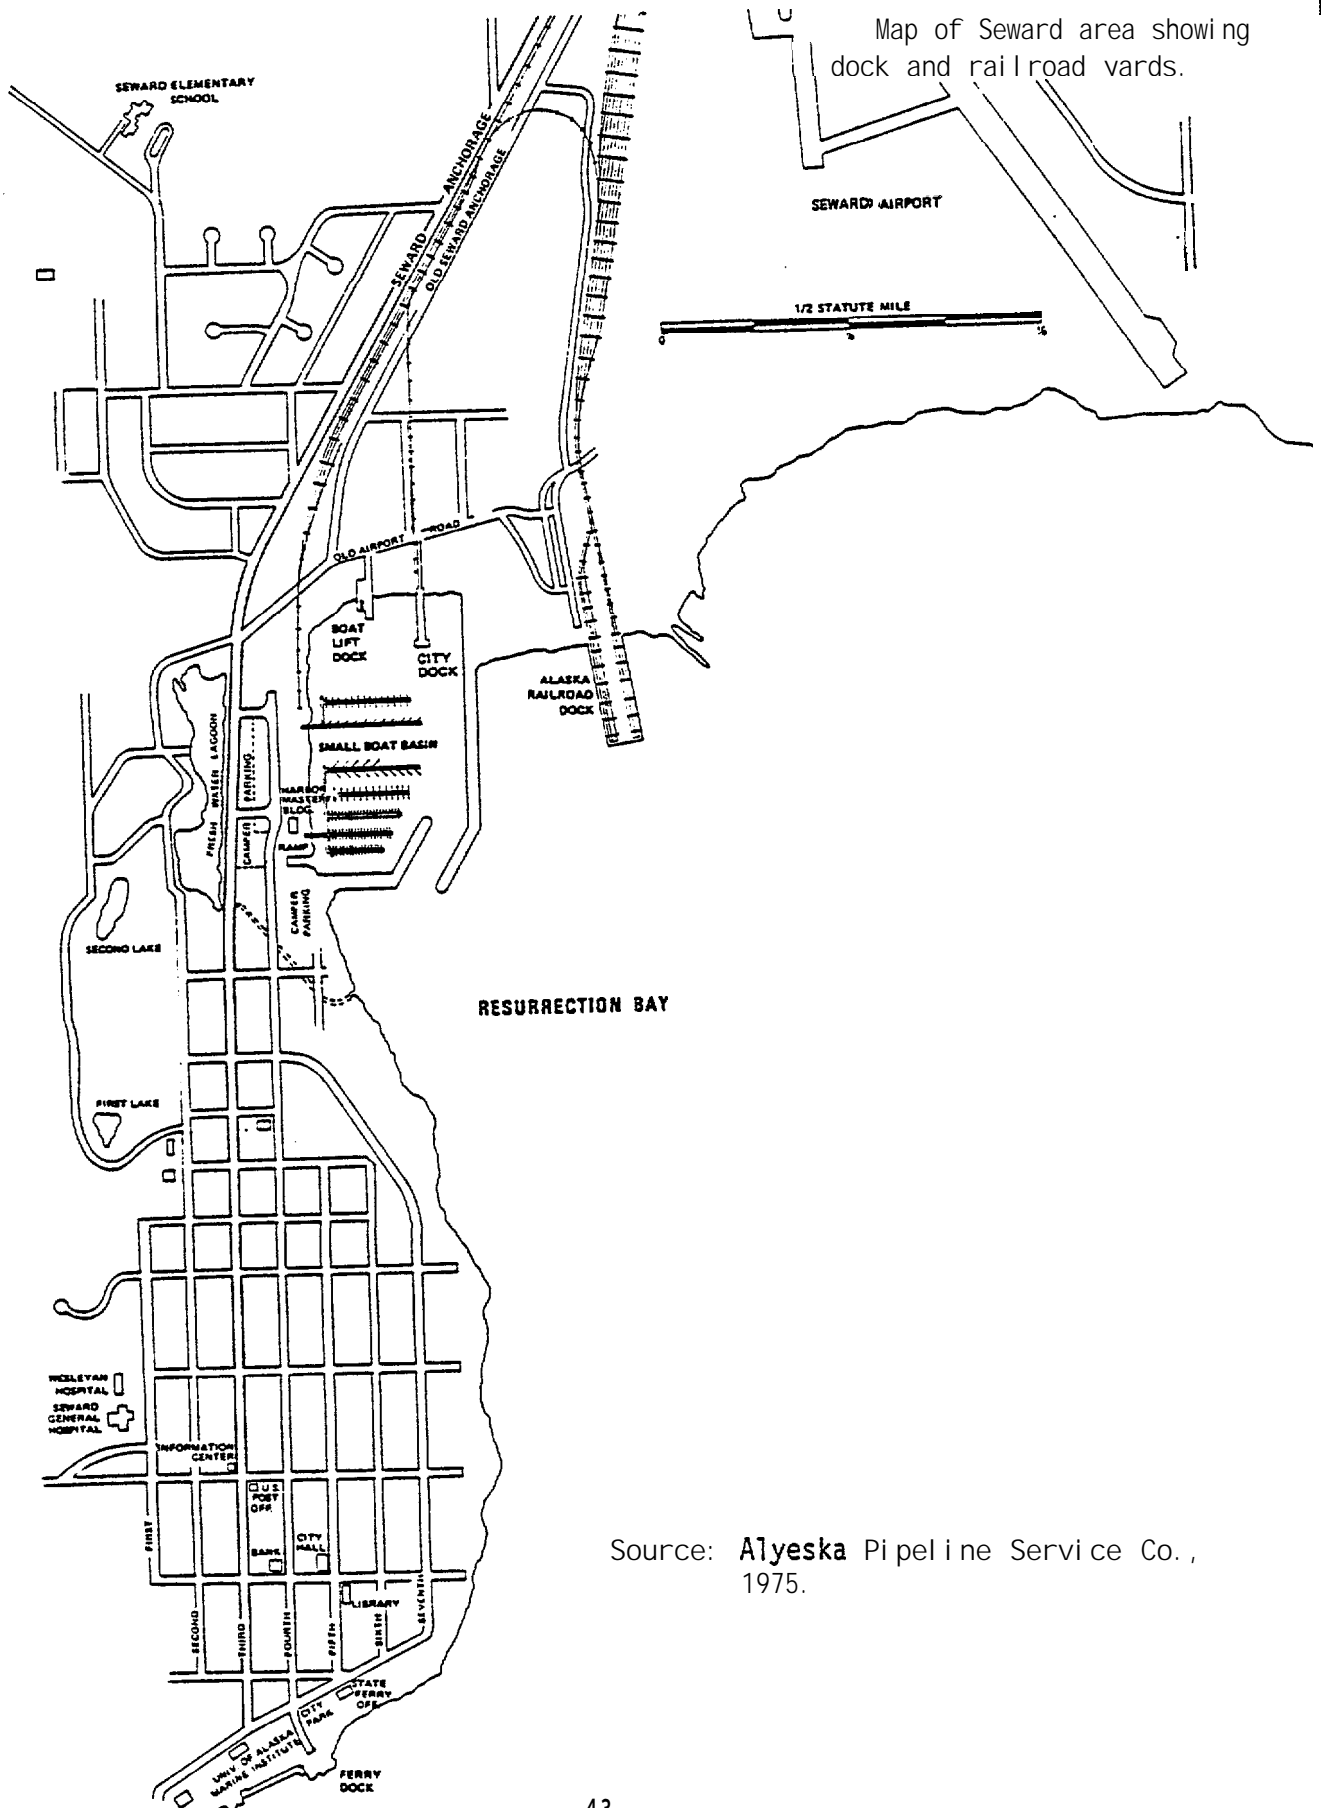 Map of Seward area showing
dock and railroad vards.
SEWARD ELEMENTARY
SCHOOL
SEWARD ANCHORAGE
OLD SEWARD ANCHORAGE
SEWARD AIRPORT
1/2 STATUTE MILE
0
OLD AIRPORT ROAD
BOAT
LIFT
DOCK
CITY
DOCK
ALASKA
RAILROAD
DOCK
FRESH WATER LAGOON
PARKING
CAMPER
SMALL BOAT BASIN
HARBOR
MASTER
BLDG.
RAMP
CAMPER
PARKING
SECOND LAKE
RESURRECTION BAY
FIRST LAKE
WESLEYAN
HOSPITAL
SEWARD
GENERAL
HOSPITAL
INFORMATION
CENTER
U.S.
POST
OFF.
BANK
CITY
HALL
LIBRARY
FIRST
SECOND
THIRD
FOURTH
FIFTH
SIXTH
SEVENTH
Source: Alyeska Pipeline Service Co.,
1975.
STATE
FERRY
OFF.
CITY
PARK
UNIV. OF ALASKA
MARINE INSTITUTE
FERRY
DOCK
43